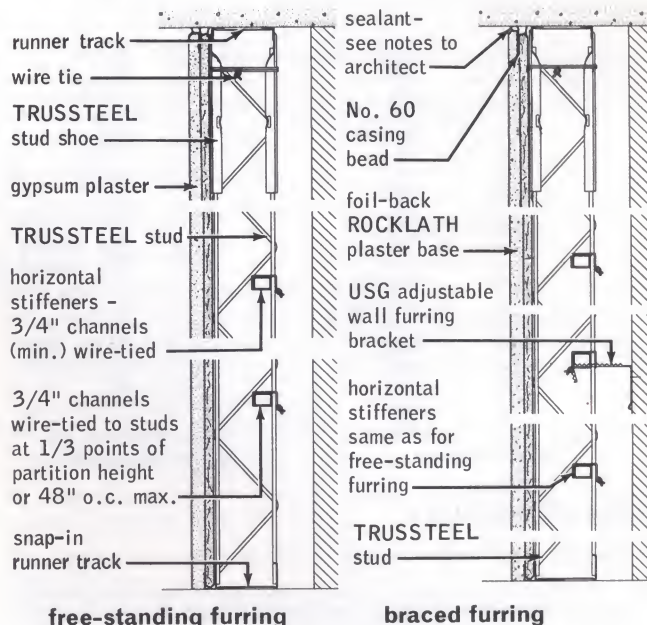 runner track
wire tie
TRUSSTEEL
stud shoe
gypsum plaster
TRUSSTEEL stud
horizontal
stiffeners -
3/4" channels
(min.) wire-tied
3/4" channels
wire-tied to studs
at 1/3 points of
partition height
or 48" o.c. max.
snap-in
runner track
free-standing furring
sealant-
see notes to
architect
No. 60
casing
bead
foil-back
ROCKLATH
plaster base
USG adjustable
wall furring
bracket
horizontal
stiffeners
same as for
free-standing
furring
TRUSSTEEL
stud
braced furring